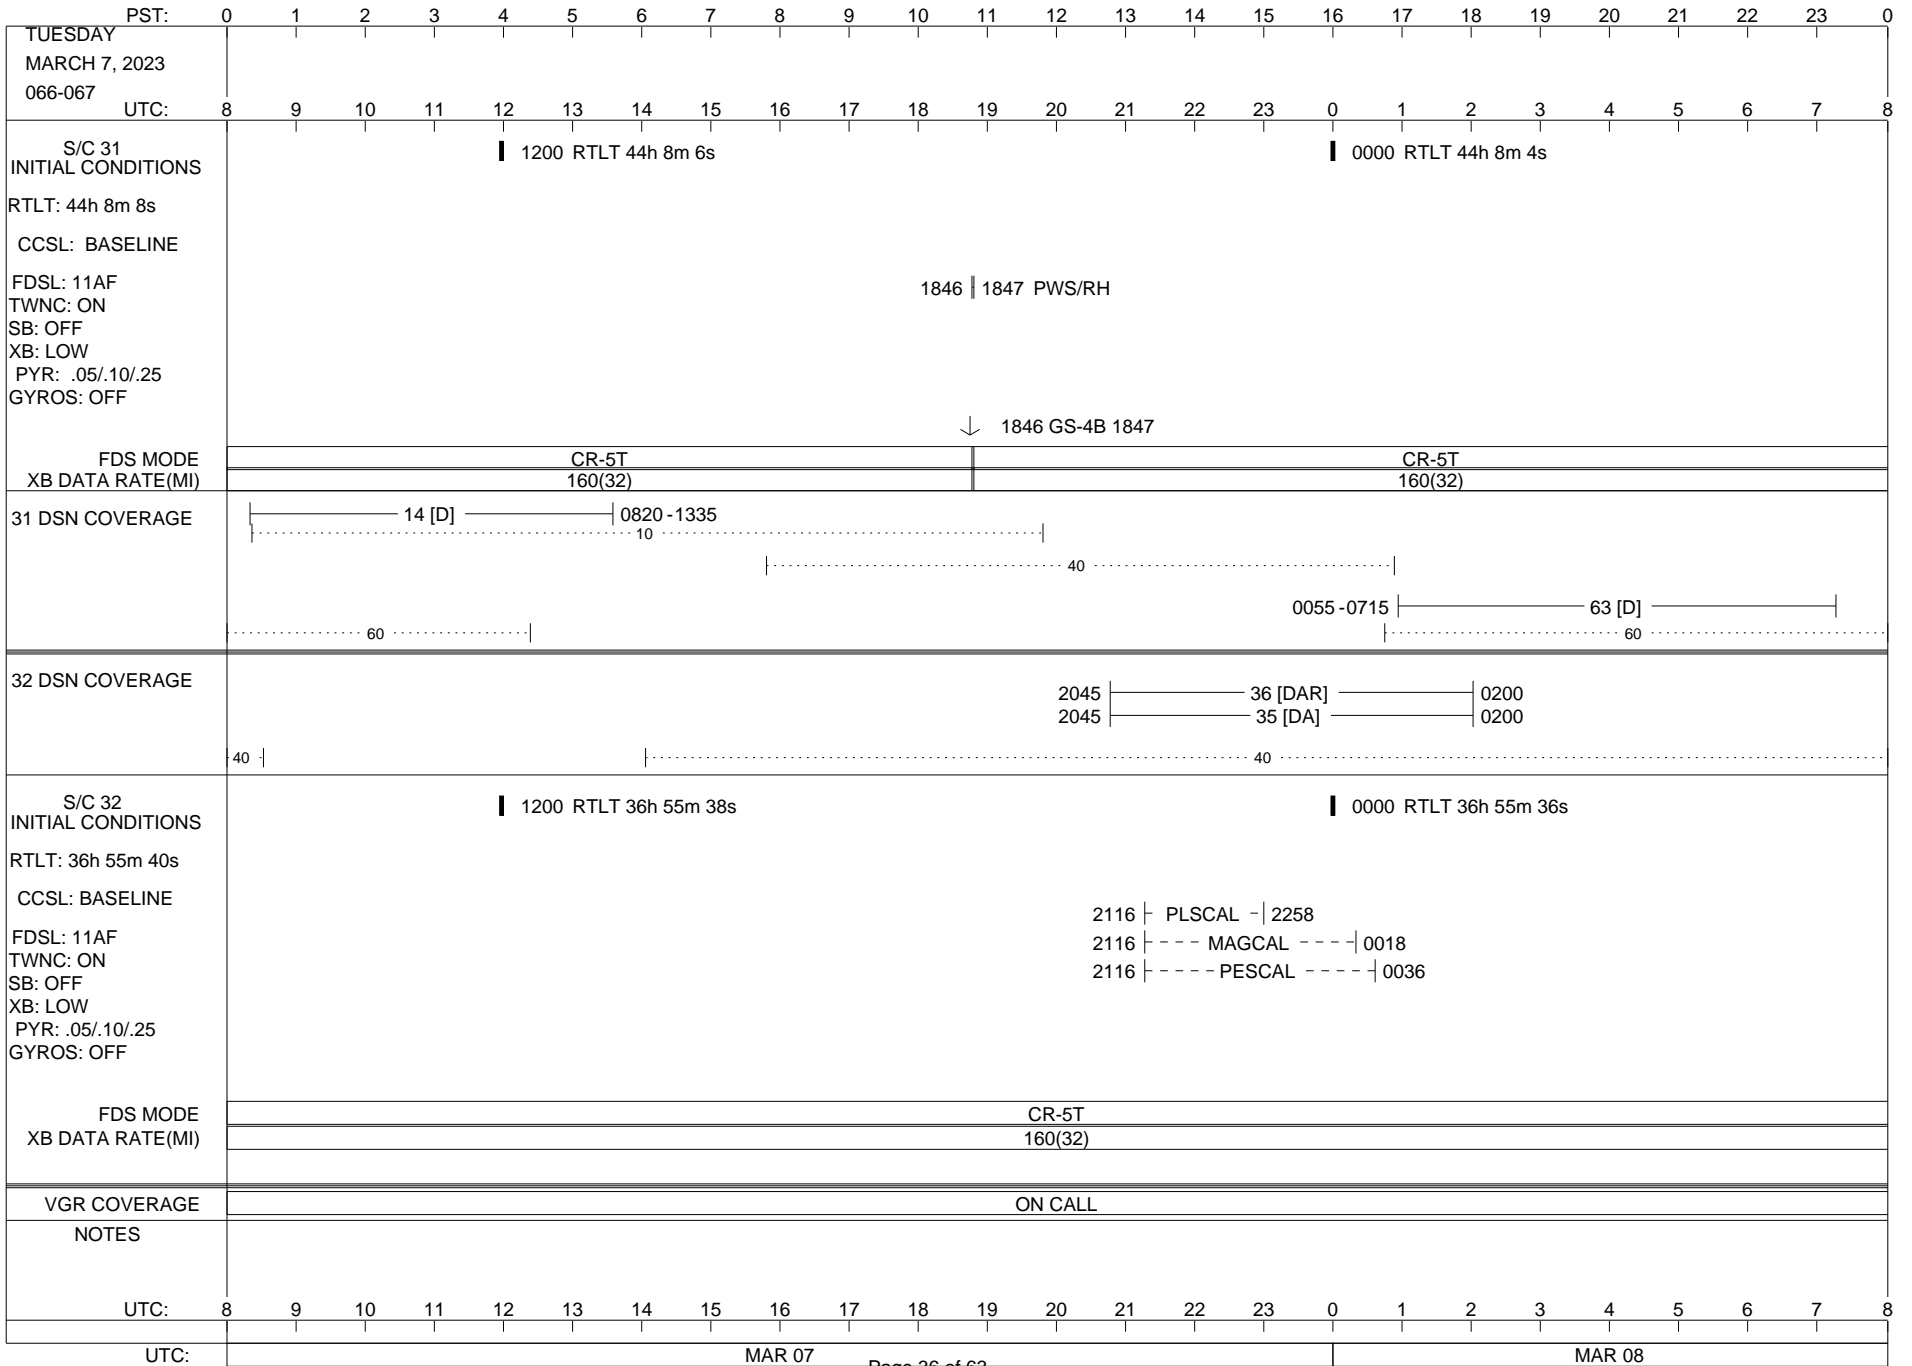 PST: 0 1 2 3 4 5 6 7 8 9 10 11 12 13 14 15 16 17 18 19 20 21 22 23 0
TUESDAY
MARCH 7, 2023
066-067
UTC: 8 9 10 11 12 13 14 15 16 17 18 19 20 21 22 23 0 1 2 3 4 5 6 7 8
S/C 31
INITIAL CONDITIONS
1200 RTLT 44h 8m 6s 0000 RTLT 44h 8m 4s
RTLT: 44h 8m 8s
CCSL: BASELINE
FDSL: 11AF
1846 1847 PWS/RH
TWNC: ON
SB: OFF
XB: LOW
PYR: .05/.10/.25
GYROS: OFF
1846 GS-4B 1847
FDS MODE CR-5T CR-5T
XB DATA RATE(MI) 160(32) 160(32)
31 DSN COVERAGE 14 [D] 0820-1335
10
40
0055-0715 63 [D]
60 60
32 DSN COVERAGE
2045 36 [DAR] 0200
2045 35 [DA] 0200
40 40
S/C 32
INITIAL CONDITIONS
1200 RTLT 36h 55m 38s 0000 RTLT 36h 55m 36s
RTLT: 36h 55m 40s
CCSL: BASELINE
2116 PLSCAL 2258
FDSL: 11AF
2116 MAGCAL 0018
TWNC: ON
2116 PESCAL 0036
SB: OFF
XB: LOW
PYR: .05/.10/.25
GYROS: OFF
FDS MODE CR-5T
XB DATA RATE(MI) 160(32)
VGR COVERAGE ON CALL
NOTES
UTC: 8 9 10 11 12 13 14 15 16 17 18 19 20 21 22 23 0 1 2 3 4 5 6 7 8
UTC: MAR 07 MAR 08
Page 36 of 63